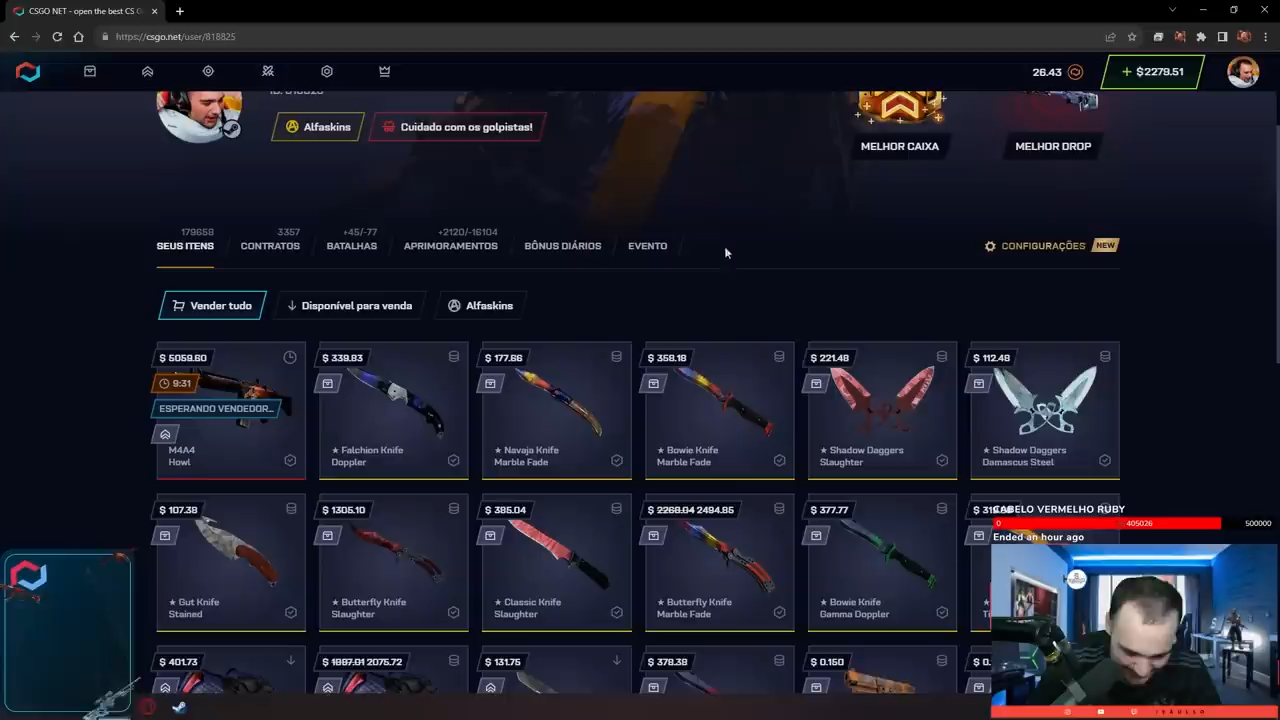 CSGO NET - open the best CS G
https://csgo.net/user/818825
26.43
+ $2279.51
Alfaskins
Cuidado com os golpistas!
MELHOR CAIXA
MELHOR DROP
179658
3357
+45/-77
+2120/-16104
SEUS ITENS
CONTRATOS
BATALHAS
APRIMORAMENTOS
BÔNUS DIÁRIOS
EVENTO
CONFIGURAÇÕES
NEW
Vender tudo
Disponível para venda
Alfaskins
$ 5059.60
$ 339.83
$ 177.66
$ 358.18
$ 221.48
$ 112.48
9:31
ESPERANDO VENDEDOR...
M4A4
Howl
★ Falchion Knife
Doppler
★ Navaja Knife
Marble Fade
★ Bowie Knife
Marble Fade
★ Shadow Daggers
Slaughter
★ Shadow Daggers
Damascus Steel
$ 107.38
$ 1305.10
$ 385.04
$ 2268.04 2494.85
$ 377.77
CABELO VERMELHO RUBY
0
405026
500000
Ended an hour ago
★ Gut Knife
Stained
★ Butterfly Knife
Slaughter
★ Classic Knife
Slaughter
★ Butterfly Knife
Marble Fade
★ Bowie Knife
Gamma Doppler
$ 401.73
2075.72
$ 131.75
$ 378.38
$ 0.150